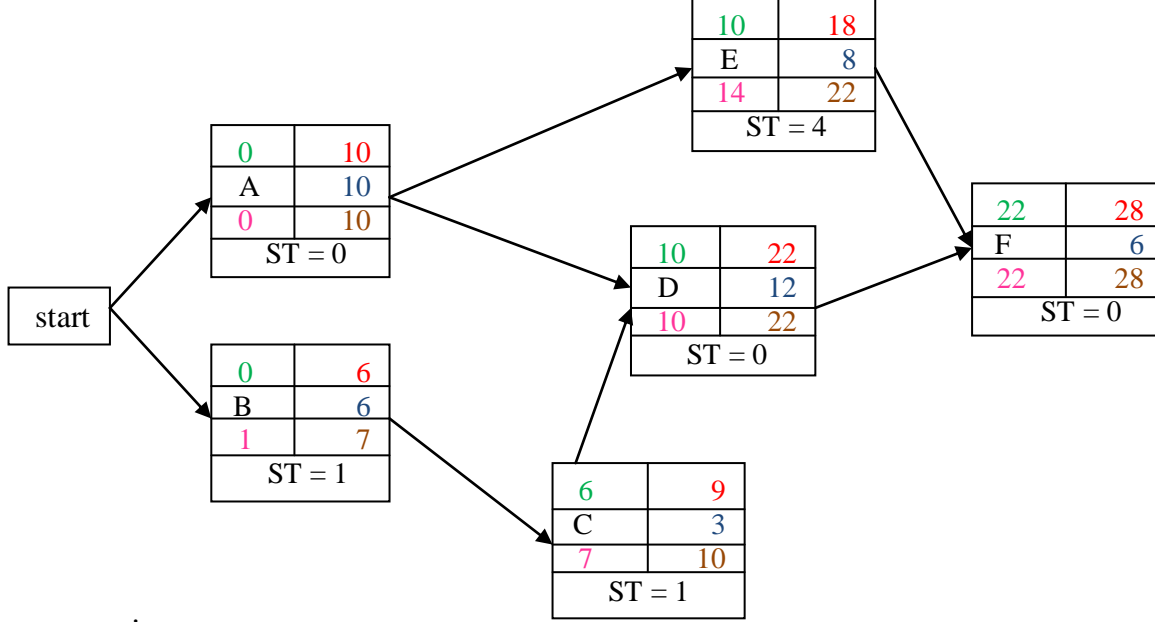 10 18
E 8
14 22
ST = 4
0 10
A 10
0 10
ST = 0
22 28
F 6
22 28
ST = 0
10 22
D 12
10 22
ST = 0
start
0 6
B 6
1 7
ST = 1
6 9
C 3
7 10
ST = 1
.